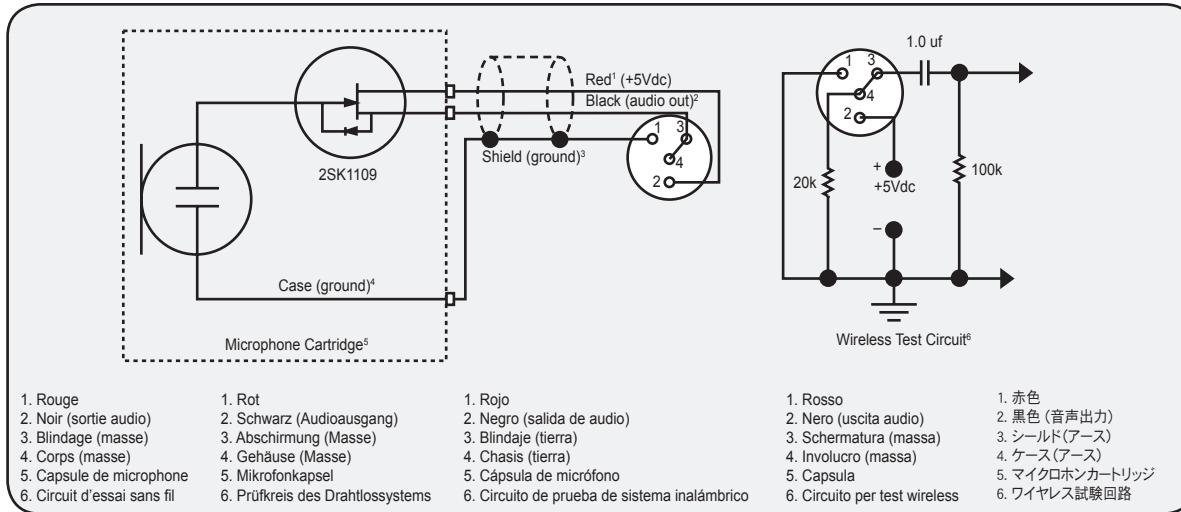 Red¹ (+5Vdc)
Black (audio out)²
1
3
4
2
Shield (ground)³
2SK1109
Case (ground)⁴
Microphone Cartridge⁵
1.0 uf
1
3
4
2
20k
+
+5Vdc
–
100k
Wireless Test Circuit⁶
1. Rouge
2. Noir (sortie audio)
3. Blindage (masse)
4. Corps (masse)
5. Capsule de microphone
6. Circuit d'essai sans fil
1. Rot
2. Schwarz (Audioausgang)
3. Abschirmung (Masse)
4. Gehäuse (Masse)
5. Mikrofonkapsel
6. Prüfkreis des Drahtlossystems
1. Rojo
2. Negro (salida de audio)
3. Blindaje (tierra)
4. Chasis (tierra)
5. Cápsula de micrófono
6. Circuito de prueba de sistema inalámbrico
1. Rosso
2. Nero (uscita audio)
3. Schermatura (massa)
4. Involucro (massa)
5. Capsula
6. Circuito per test wireless
1. 赤色
2. 黒色 (音声出力)
3. シールド(アース)
4. ケース(アース)
5. マイクロホンカートリッジ
6. ワイヤレス試験回路